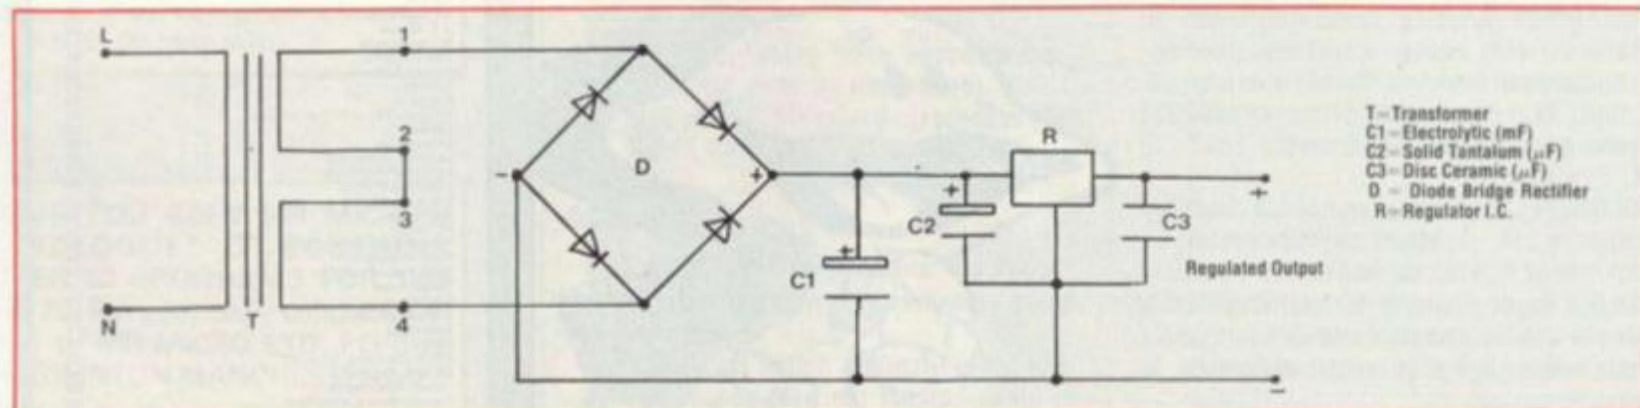 L
1
2
3
4
N
T
D
-
+
C1
+
C2
+
R
C3
+
-
Regulated Output
T=Transformer
C1=Electrolytic (mF)
C2=Solid Tantalum (μF)
C3=Disc Ceramic (μF)
D = Diode Bridge Rectifier
R=Regulator I.C.